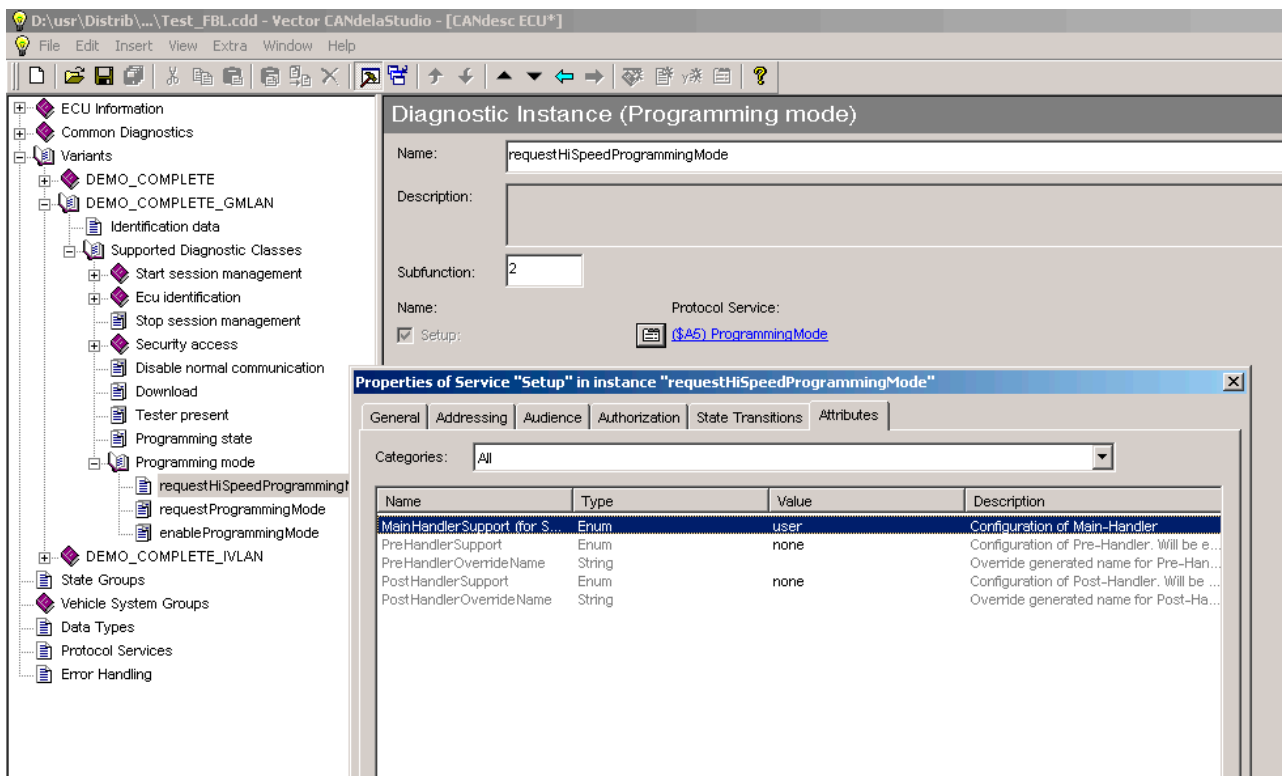 D:\usr\Distrib\...\Test_FBL.cdd - Vector CANdelaStudio - [CANdesc ECU*]
File Edit Insert View Extra Window Help
ECU Information
Common Diagnostics
Variants
DEMO_COMPLETE
DEMO_COMPLETE_GMLAN
Identification data
Supported Diagnostic Classes
Start session management
Ecu identification
Stop session management
Security access
Disable normal communication
Download
Tester present
Programming state
Programming mode
requestHiSpeedProgramming
requestProgrammingMode
enableProgrammingMode
DEMO_COMPLETE_IVLAN
State Groups
Vehicle System Groups
Data Types
Protocol Services
Error Handling
Diagnostic Instance (Programming mode)
Name: requestHiSpeedProgrammingMode
Description:
Subfunction: 2
Name: Protocol Service:
Setup: ($A5) ProgrammingMode
Properties of Service "Setup" in instance "requestHiSpeedProgrammingMode"
General Addressing Audience Authorization State Transitions Attributes
Categories: All
Name Type Value Description
MainHandlerSupport (for S... Enum user Configuration of Main-Handler
PreHandlerSupport Enum none Configuration of Pre-Handler. Will be e...
PreHandlerOverrideName String Override generated name for Pre-Han...
PostHandlerSupport Enum none Configuration of Post-Handler. Will be ...
PostHandlerOverrideName String Override generated name for Post-Ha...